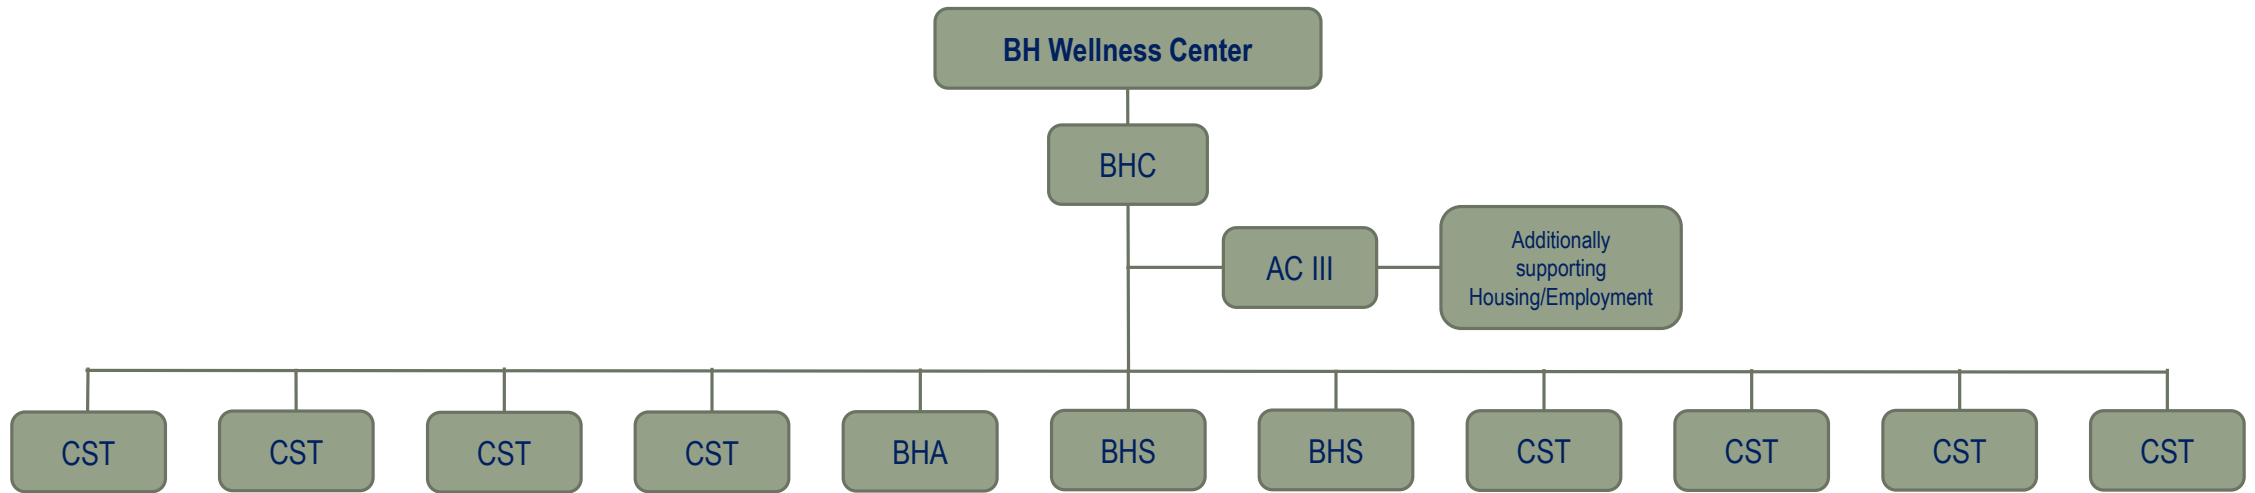 BH Wellness Center
BHC
AC III
Additionally
supporting
Housing/Employment
CST
CST
CST
CST
BHA
BHS
BHS
CST
CST
CST
CST